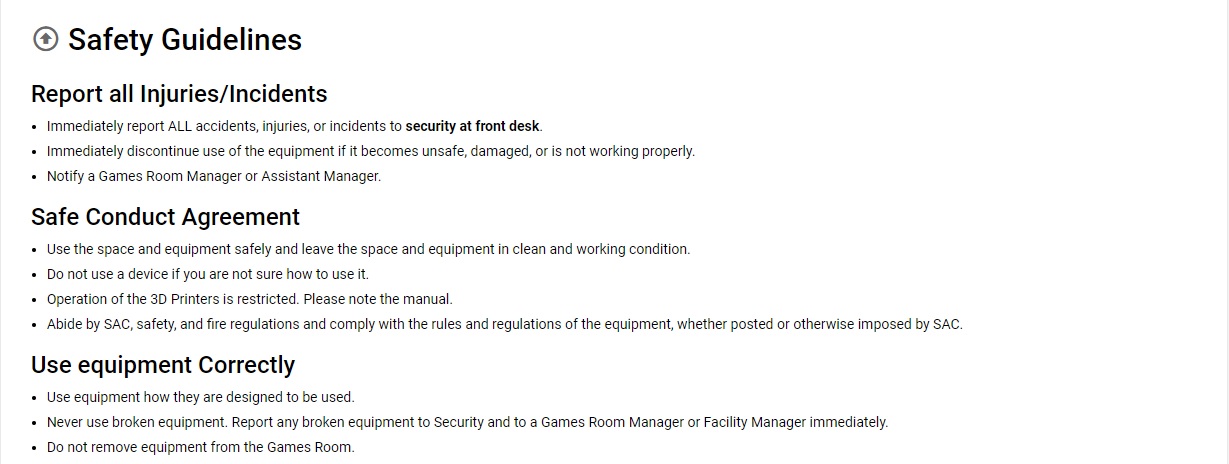 Safety Guidelines
Report all Injuries/Incidents
• Immediately report ALL accidents, injuries, or incidents to security at front desk.
• Immediately discontinue use of the equipment if it becomes unsafe, damaged, or is not working properly.
• Notify a Games Room Manager or Assistant Manager.
Safe Conduct Agreement
• Use the space and equipment safely and leave the space and equipment in clean and working condition.
• Do not use a device if you are not sure how to use it.
• Operation of the 3D Printers is restricted. Please note the manual.
• Abide by SAC, safety, and fire regulations and comply with the rules and regulations of the equipment, whether posted or otherwise imposed by SAC.
Use equipment Correctly
• Use equipment how they are designed to be used.
• Never use broken equipment. Report any broken equipment to Security and to a Games Room Manager or Facility Manager immediately.
• Do not remove equipment from the Games Room.